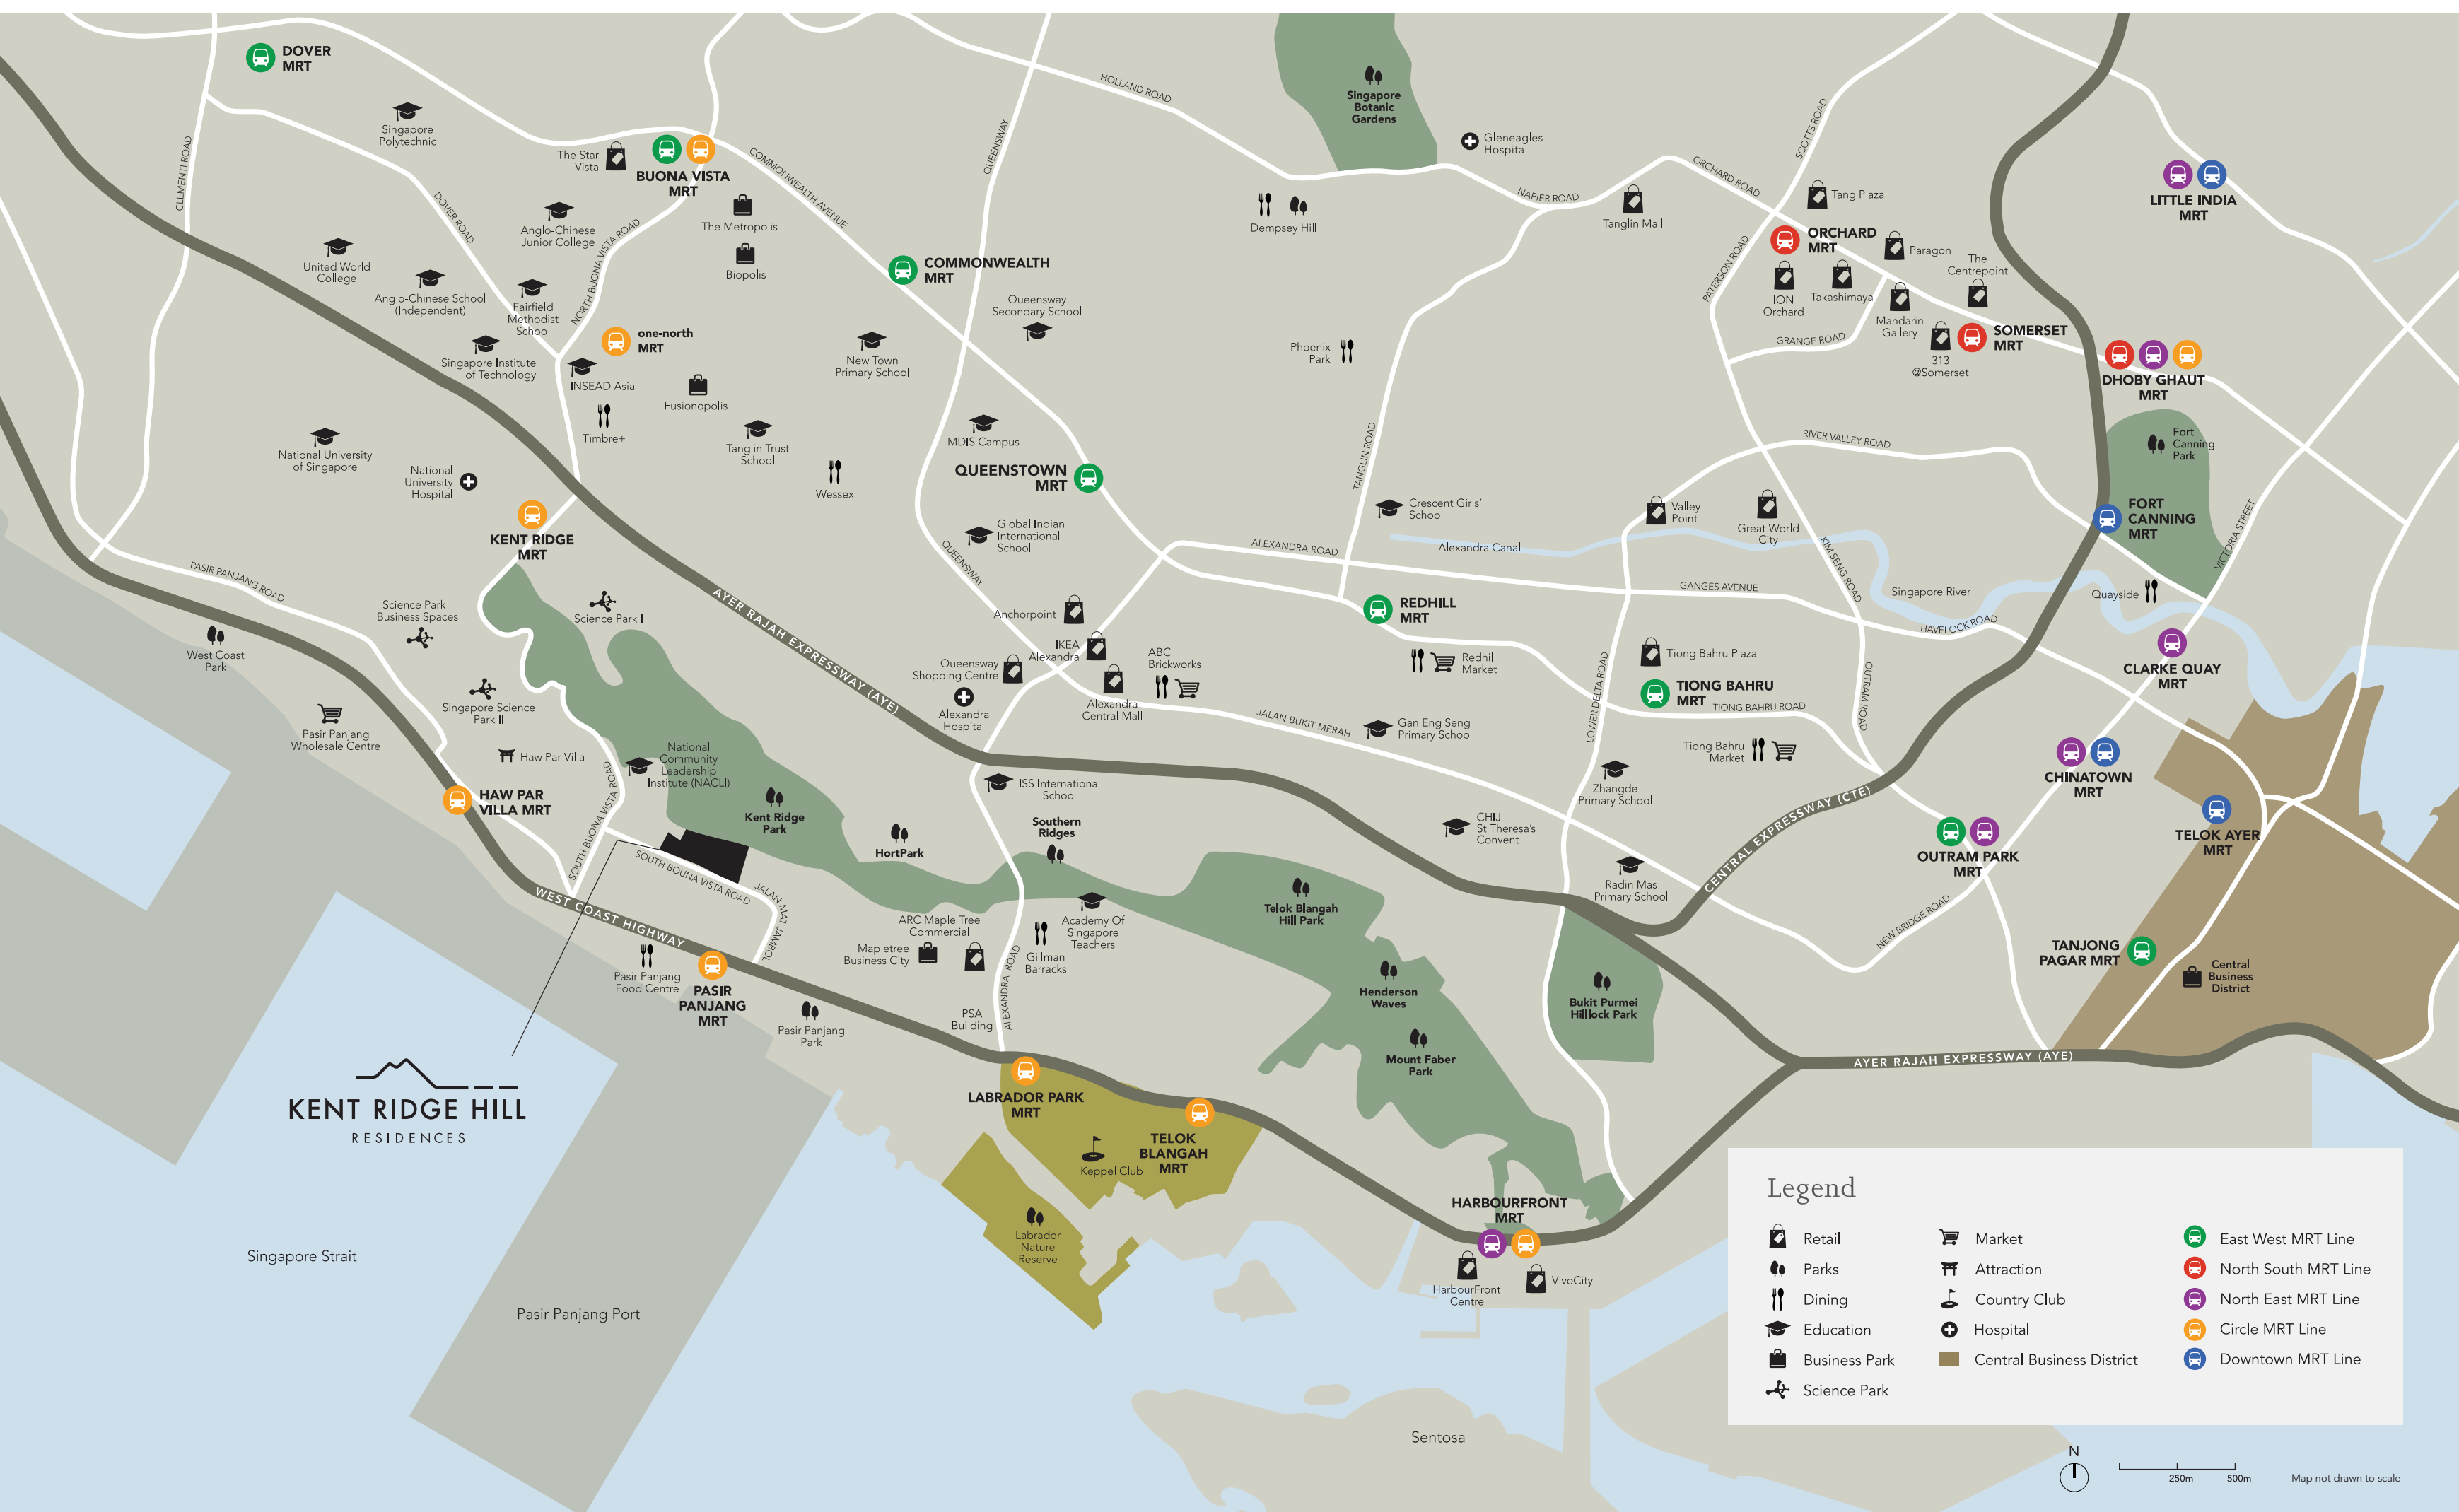 DOVER
MRT
Singapore
Polytechnic
CLEMENTI ROAD
DOVER ROAD
The Star
Vista
BUONA VISTA
MRT
COMMONWEALTH AVENUE
QUEENSWAY
HOLLAND ROAD
Singapore
Botanic
Gardens
Gleneagles
Hospital
NAPIER ROAD
ORCHARD ROAD
SCOTTS ROAD
Tang Plaza
Tanglin Mall
Dempsey Hill
LITTLE INDIA
MRT
Anglo-Chinese
Junior College
NORTH BUONA VISTA ROAD
The Metropolis
Biopolis
COMMONWEALTH
MRT
ORCHARD
MRT
Paragon
The
Centrepoint
PATERSON ROAD
ION
Orchard
Takashimaya
Mandarin
Gallery
313
@Somerset
SOMERSET
MRT
GRANGE ROAD
DHOBY GHAUT
MRT
United World
College
Anglo-Chinese School
(Independent)
Fairfield
Methodist
School
Singapore Institute
of Technology
one-north
MRT
INSEAD Asia
Timbre+
Fusionopolis
Tanglin Trust
School
New Town
Primary School
Queensway
Secondary School
Phoenix
Park
MDIS Campus
Wessex
QUEENSTOWN
MRT
TANGLIN ROAD
RIVER VALLEY ROAD
Fort
Canning
Park
FORT
CANNING
MRT
VICTORIA STREET
National University
of Singapore
National
University
Hospital
KENT RIDGE
MRT
Global Indian
International
School
QUEENSWAY
Crescent Girls'
School
Alexandra Canal
ALEXANDRA ROAD
Valley
Point
Great World
City
KIM SENG ROAD
GANGES AVENUE
Singapore River
HAVELOCK ROAD
Quayside
CLARKE QUAY
MRT
PASIR PANJANG ROAD
West Coast
Park
Science Park -
Business Spaces
Science Park I
AYER RAJAH EXPRESSWAY (AYE)
Anchorpoint
IKEA
Alexandra
Queensway
Shopping Centre
Alexandra
Hospital
Alexandra
Central Mall
ABC
Brickworks
REDHILL
MRT
Redhill
Market
JALAN BUKIT MERAH
Gan Eng Seng
Primary School
LOWER DELTA ROAD
Tiong Bahru Plaza
TIONG BAHRU
MRT
TIONG BAHRU ROAD
Tiong Bahru
Market
OUTRAM ROAD
Zhangde
Primary School
CHINATOWN
MRT
TELOK AYER
MRT
Pasir Panjang
Wholesale Centre
Singapore Science
Park II
Haw Par Villa
HAW PAR
VILLA MRT
National
Community
Leadership
Institute (NACLI)
SOUTH BUONA VISTA ROAD
Kent Ridge
Park
SOUTH BOUNA VISTA ROAD
JALAN MAT JAMBOL
HortPark
ISS International
School
Southern
Ridges
CHIJ
St Theresa's
Convent
Radin Mas
Primary School
CENTRAL EXPRESSWAY (CTE)
OUTRAM PARK
MRT
NEW BRIDGE ROAD
TANJONG
PAGAR MRT
Central
Business
District
WEST COAST HIGHWAY
Pasir Panjang
Food Centre
PASIR
PANJANG
MRT
Pasir Panjang
Park
ARC Maple Tree
Commercial
Mapletree
Business City
PSA
Building
ALEXANDRA ROAD
Gillman
Barracks
Academy Of
Singapore
Teachers
Telok Blangah
Hill Park
Henderson
Waves
Mount Faber
Park
Bukit Purmei
Hilllock Park
AYER RAJAH EXPRESSWAY (AYE)
KENT RIDGE HILL
RESIDENCES
LABRADOR PARK
MRT
TELOK
BLANGAH
MRT
Keppel Club
Labrador
Nature
Reserve
HARBOURFRONT
MRT
HarbourFront
Centre
VivoCity
Singapore Strait
Pasir Panjang Port
Sentosa
Legend
Retail
Parks
Dining
Education
Business Park
Science Park
Market
Attraction
Country Club
Hospital
Central Business District
East West MRT Line
North South MRT Line
North East MRT Line
Circle MRT Line
Downtown MRT Line
N
250m
500m
Map not drawn to scale